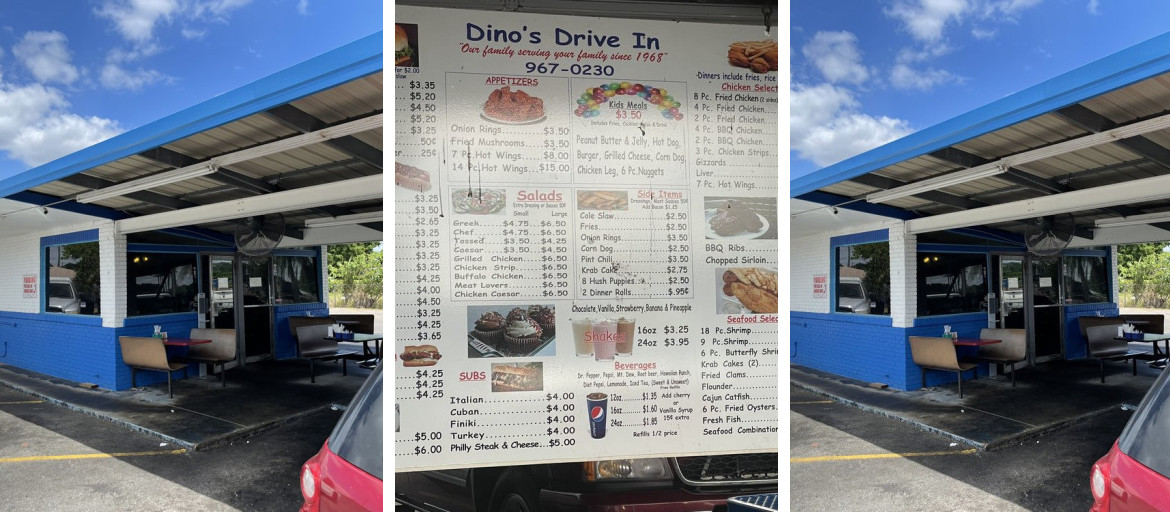 Dino's Drive In
"Our family serving your family since 1968"
967-0230
for $2.00
$3.35
$5.20
$4.50
$5.20
$3.25
50¢
25¢
$3.25
$3.50
$2.65
$3.25
$3.25
$3.25
$3.25
$4.25
$4.00
$4.50
$3.25
$4.25
$3.65
$4.25
$4.25
$4.25
$5.00
$6.00
APPETIZERS
Onion Rings $3.50
Fried Mushrooms $3.50
7 Pc.Hot Wings $8.00
14 Pc.Hot Wings $15.00
Salads
Small Large
Greek $4.75 $6.50
Chef $4.75 $6.50
Tossed $3.50 $4.25
Caesar $3.50 $4.50
Grilled Chicken $6.50
Chicken Strip $6.50
Buffalo Chicken $6.50
Meat Lovers $6.50
Chicken Caesar $6.50
SUBS
Italian $4.00
Cuban $4.00
Finiki $4.00
Turkey $4.00
Philly Steak & Cheese $5.00
Kids Meals
$3.50
Peanut Butter & Jelly, Hot Dog,
Burger, Grilled Cheese, Corn Dog
Chicken Leg, 6 Pc.Nuggets
Side Items
Cole Slaw $2.50
Fries $2.50
Onion Rings $3.50
Corn Dog $2.50
Pint Chili $3.50
Krab Cake $2.75
8 Hush Puppies $2.50
2 Dinner Rolls .95¢
Chocolate, Vanilla, Strawberry, Banana & Pineapple
Shakes
16oz $3.25
24oz $3.95
Beverages
Dr. Pepper, Pepsi, Mt. Dew, Root beer, Hawaiian Punch,
Diet Pepsi, Lemonade, Iced Tea, (Sweet & Unsweet)
12oz $1.35
16oz $1.60
24oz $1.85
Add cherry
or
Vanilla Syrup
15¢ extra
Refills 1/2 price
Dinners include fries, rice
Chicken Select
8 Pc. Fried Chicken
4 Pc. Fried Chicken
2 Pc. Fried Chicken
4 Pc. BBQ Chicken
2 Pc. BBQ Chicken
3 Pc. Chicken Strips
Gizzards
Liver
7 Pc. Hot Wings
BBQ Ribs
Chopped Sirloin
Seafood Selec
18 Pc.Shrimp
9 Pc.Shrimp
6 Pc. Butterfly Shri
Krab Cakes (2)
Fried Clams
Flounder
Cajun Catfish
6 Pc. Fried Oysters
Fresh Fish
Seafood Combination